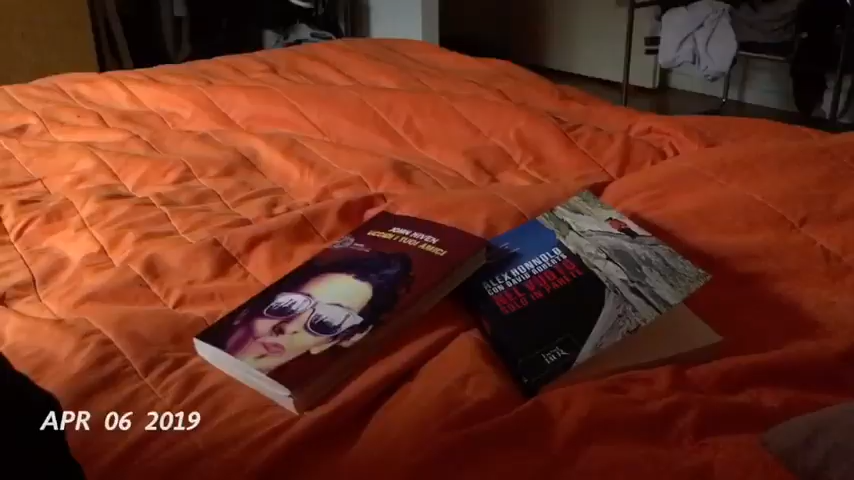 JOHN NIVEN
UCCIDI I TUOI AMICI
ALEX HONNOLD
CON DAVID ROBERTS
NEL VUOTO
SOLO IN PARETE
APR 06 2019